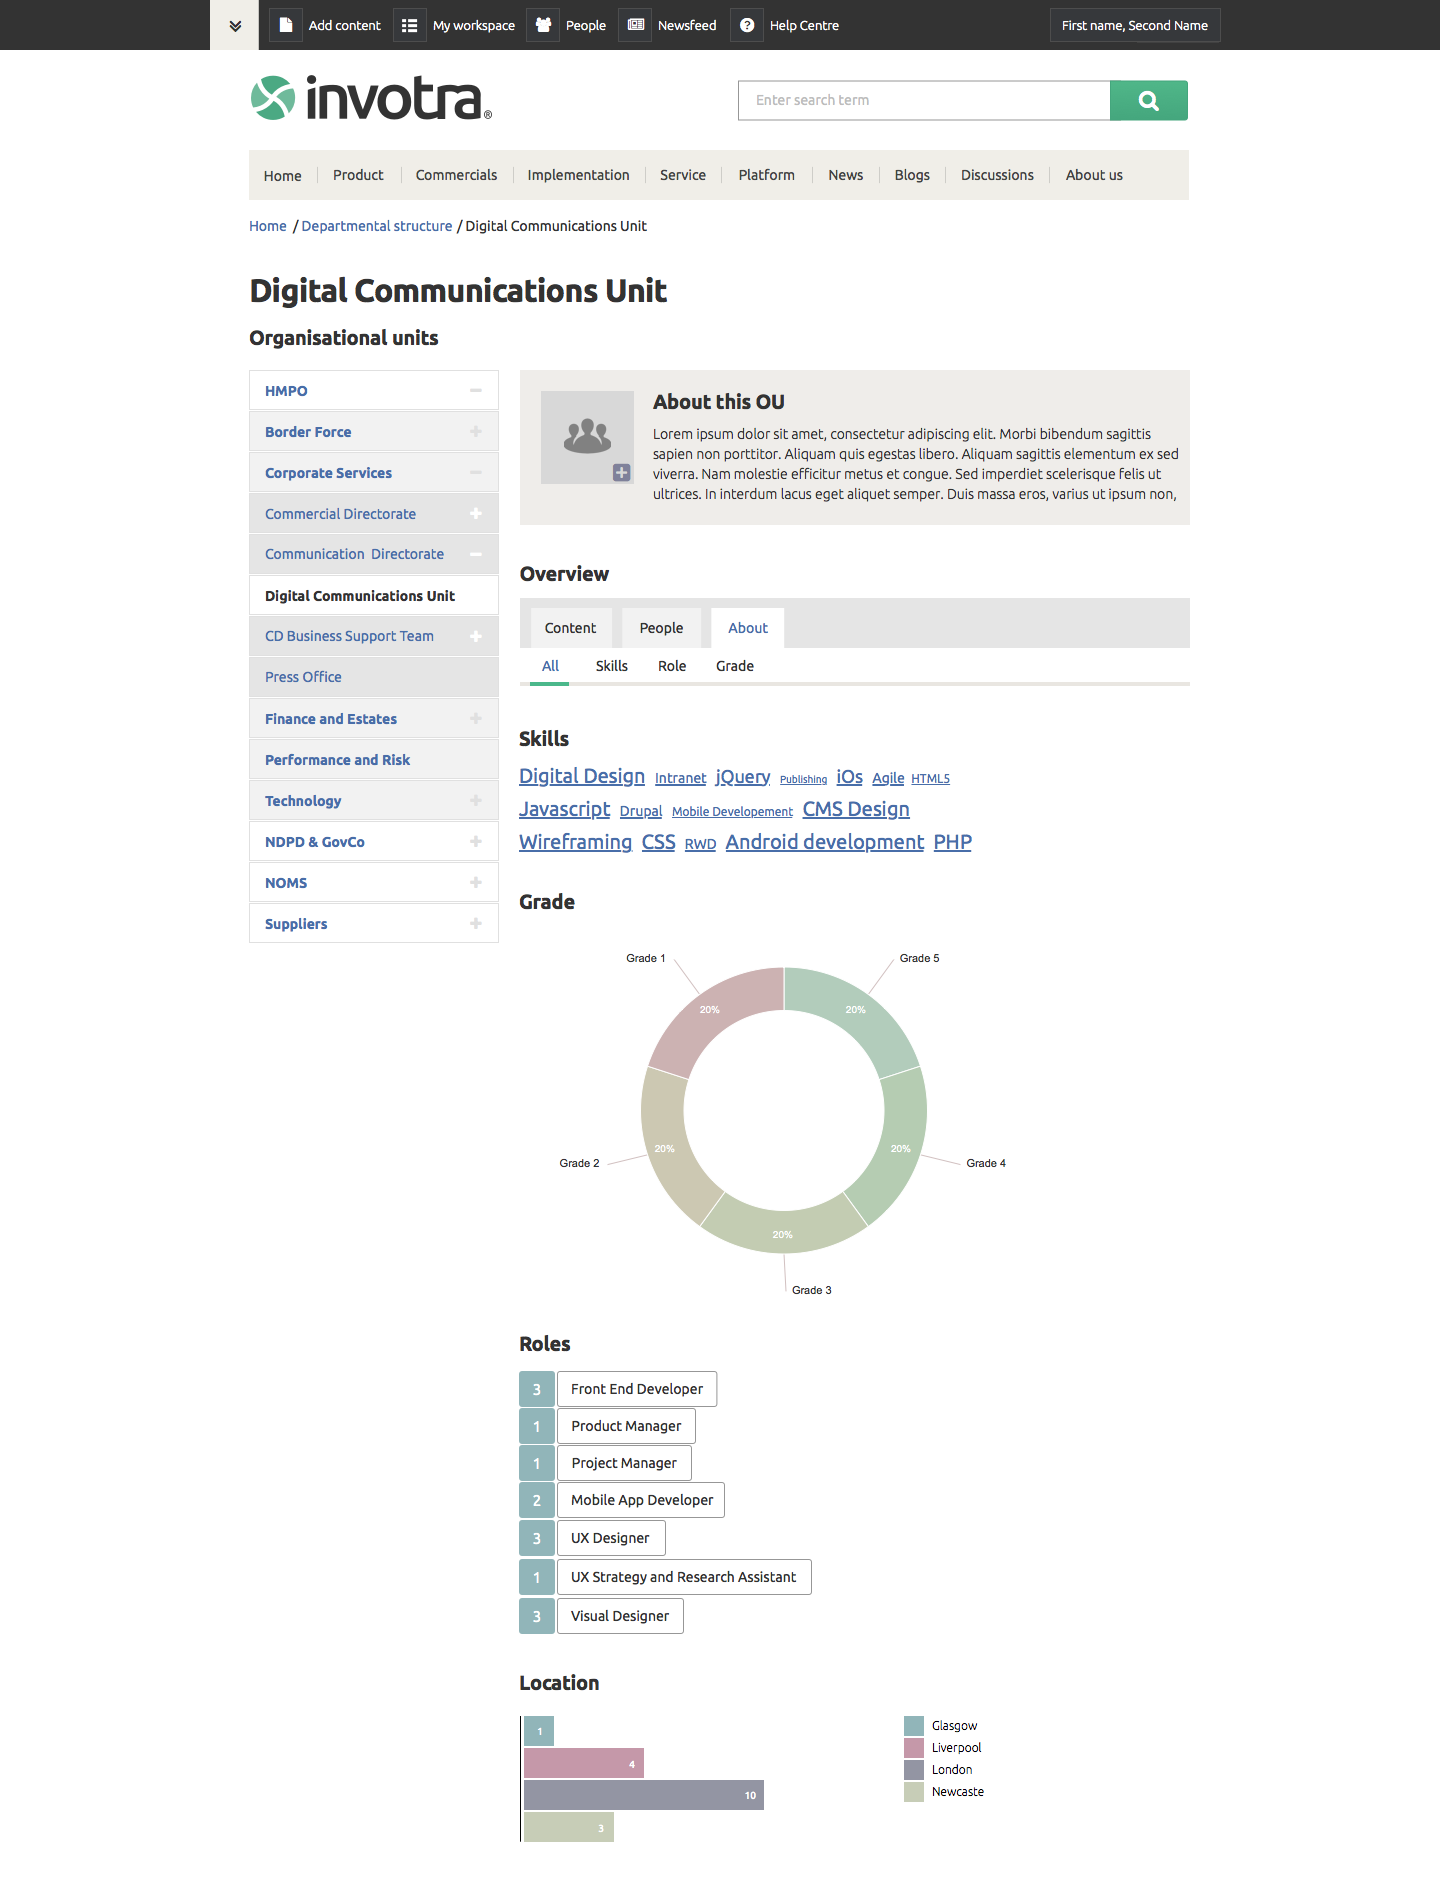 Add content My workspace People Newsfeed Help Centre First name, Second Name
invotra®
Enter search term
Home Product Commercials Implementation Service Platform News Blogs Discussions About us
Home / Departmental structure / Digital Communications Unit
Digital Communications Unit
Organisational units
HMPO
Border Force
Corporate Services
Commercial Directorate
Communication Directorate
Digital Communications Unit
CD Business Support Team
Press Office
Finance and Estates
Performance and Risk
Technology
NDPD & GovCo
NOMS
Suppliers
About this OU
Lorem ipsum dolor sit amet, consectetur adipiscing elit. Morbi bibendum sagittis
sapien non porttitor. Aliquam quis egestas libero. Aliquam sagittis elementum ex sed
viverra. Nam molestie efficitur metus et congue. Sed imperdiet scelerisque felis ut
ultrices. In interdum lacus eget aliquet semper. Duis massa eros, varius ut ipsum non,
Overview
Content People About
All Skills Role Grade
Skills
Digital Design Intranet jQuery Publishing iOs Agile HTML5
Javascript Drupal Mobile Developement CMS Design
Wireframing CSS RWD Android development PHP
Grade
Grade 1 Grade 5
20% 20%
20% 20%
Grade 2 Grade 4
20%
Grade 3
Roles
3 Front End Developer
1 Product Manager
1 Project Manager
2 Mobile App Developer
3 UX Designer
1 UX Strategy and Research Assistant
3 Visual Designer
Location
1
4
10
3
Glasgow
Liverpool
London
Newcaste